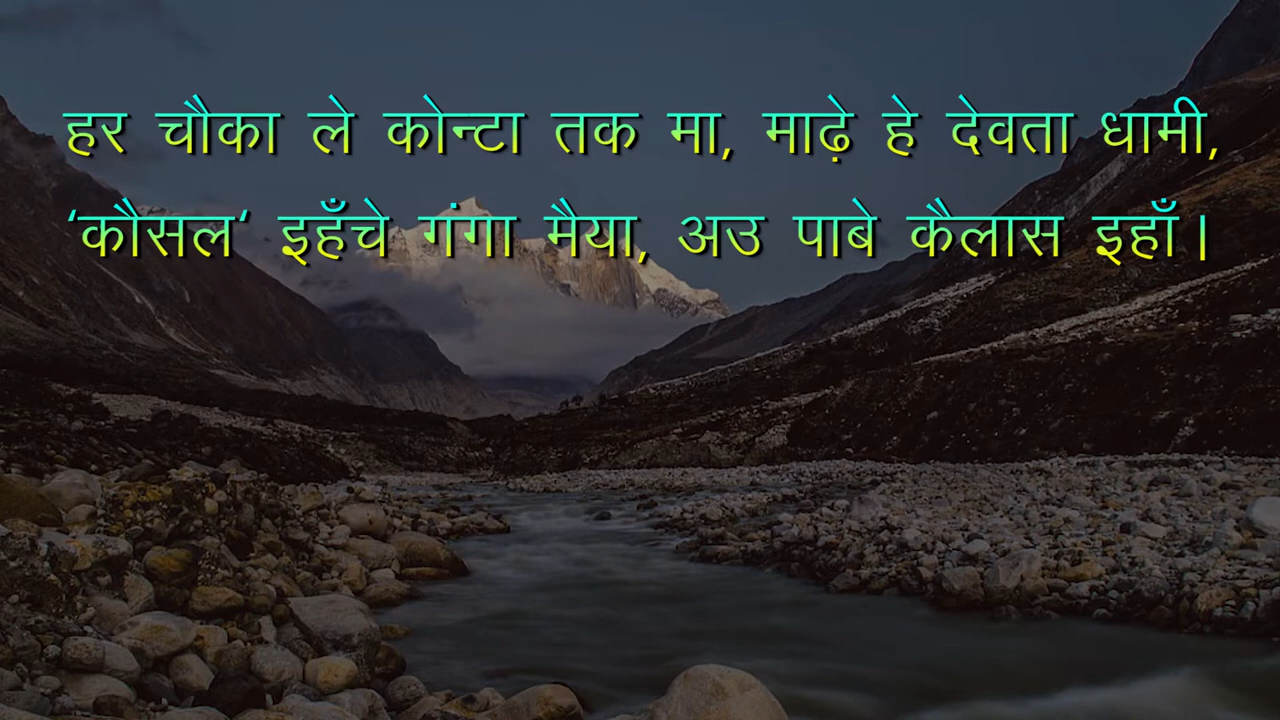 हर चौका ले कोन्टा तक मा, माढ़े हे देवता धामी,
‘कौसल‘ इहँचे गंगा मैया, अउ पाबे कैलास इहाँ।